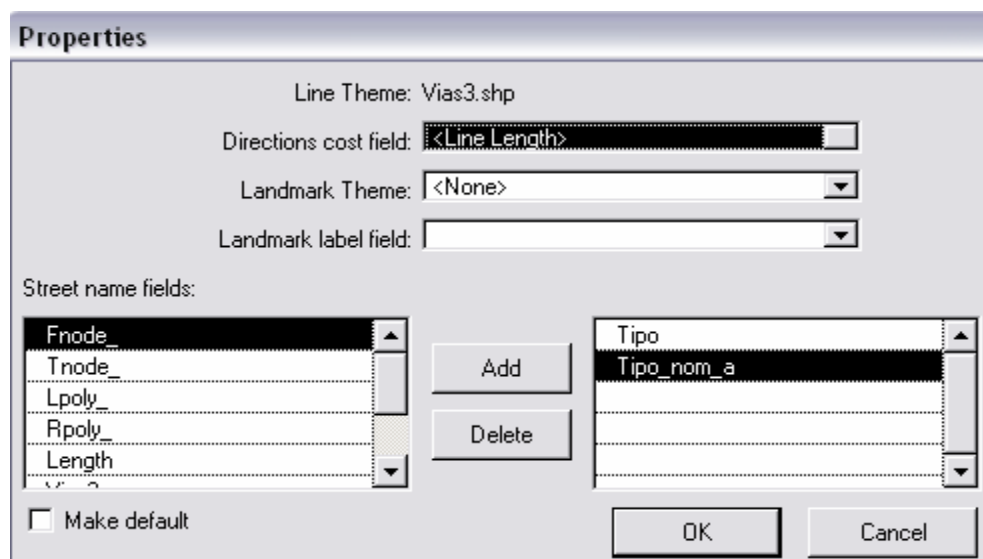 Properties
Line Theme: Vias3.shp
Directions cost field: <Line Length>
Landmark Theme: <None>
Landmark label field:
Street name fields:
Fnode_
Tnode_
Lpoly_
Rpoly_
Length
Add
Delete
Tipo
Tipo_nom_a
Make default
OK
Cancel